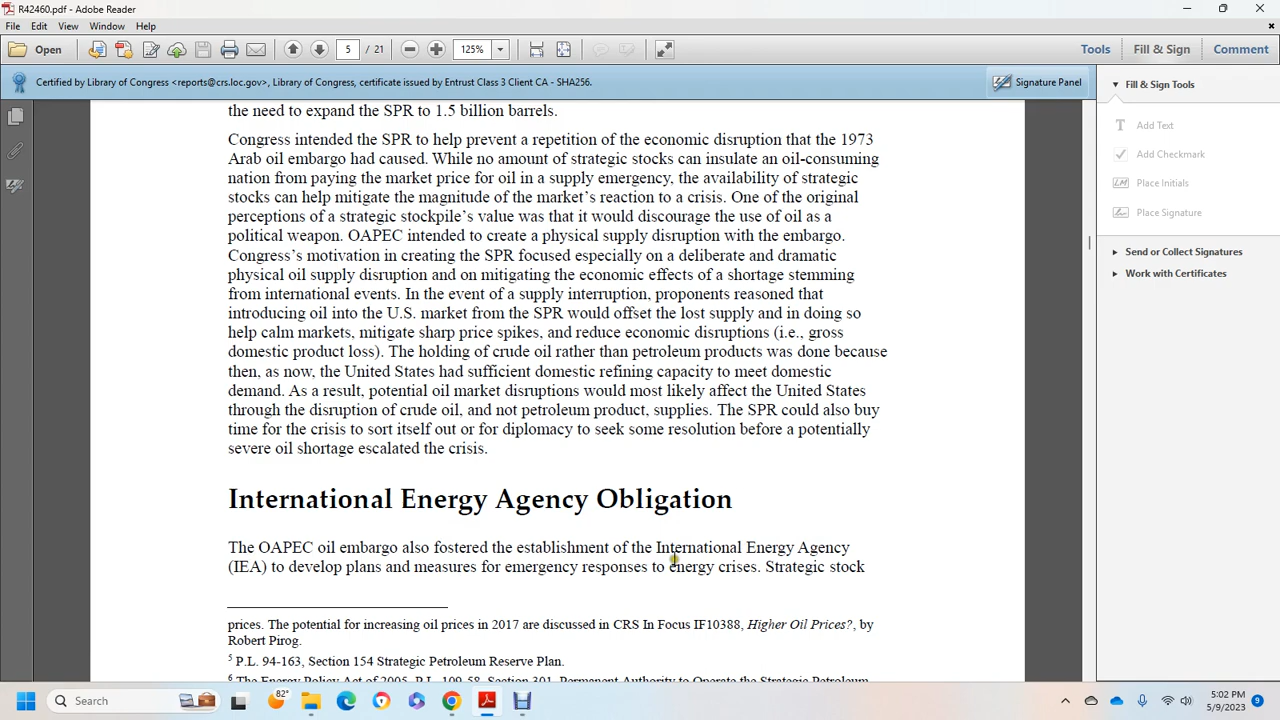 R42460.pdf - Adobe Reader
File Edit View Window Help
Open 5 / 21 125% Tools Fill & Sign Comment
Certified by Library of Congress <reports@crs.loc.gov>, Library of Congress, certificate issued by Entrust Class 3 Client CA - SHA256. Signature Panel
the need to expand the SPR to 1.5 billion barrels.
Congress intended the SPR to help prevent a repetition of the economic disruption that the 1973
Arab oil embargo had caused. While no amount of strategic stocks can insulate an oil-consuming
nation from paying the market price for oil in a supply emergency, the availability of strategic
stocks can help mitigate the magnitude of the market’s reaction to a crisis. One of the original
perceptions of a strategic stockpile’s value was that it would discourage the use of oil as a
political weapon. OAPEC intended to create a physical supply disruption with the embargo.
Congress’s motivation in creating the SPR focused especially on a deliberate and dramatic
physical oil supply disruption and on mitigating the economic effects of a shortage stemming
from international events. In the event of a supply interruption, proponents reasoned that
introducing oil into the U.S. market from the SPR would offset the lost supply and in doing so
help calm markets, mitigate sharp price spikes, and reduce economic disruptions (i.e., gross
domestic product loss). The holding of crude oil rather than petroleum products was done because
then, as now, the United States had sufficient domestic refining capacity to meet domestic
demand. As a result, potential oil market disruptions would most likely affect the United States
through the disruption of crude oil, and not petroleum product, supplies. The SPR could also buy
time for the crisis to sort itself out or for diplomacy to seek some resolution before a potentially
severe oil shortage escalated the crisis.
International Energy Agency Obligation
The OAPEC oil embargo also fostered the establishment of the International Energy Agency
(IEA) to develop plans and measures for emergency responses to energy crises. Strategic stock
prices. The potential for increasing oil prices in 2017 are discussed in CRS In Focus IF10388, Higher Oil Prices?, by
Robert Pirog.
5 P.L. 94-163, Section 154 Strategic Petroleum Reserve Plan.
6 The Energy Policy Act of 2005, P.L. 109-58, Section 301, Permanent Authority to Operate the Strategic Petroleum
Fill & Sign Tools
Add Text
Add Checkmark
Place Initials
Place Signature
Send or Collect Signatures
Work with Certificates
Search 82° 5:02 PM
5/9/2023 9